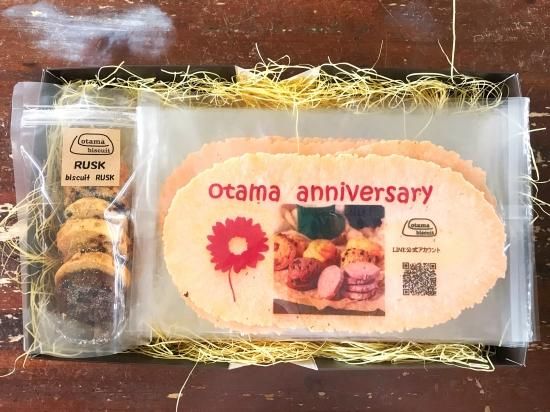 otama
biscuit
RUSK
biscuit RUSK
otama anniversary
otama
biscuit
LINE公式アカウント